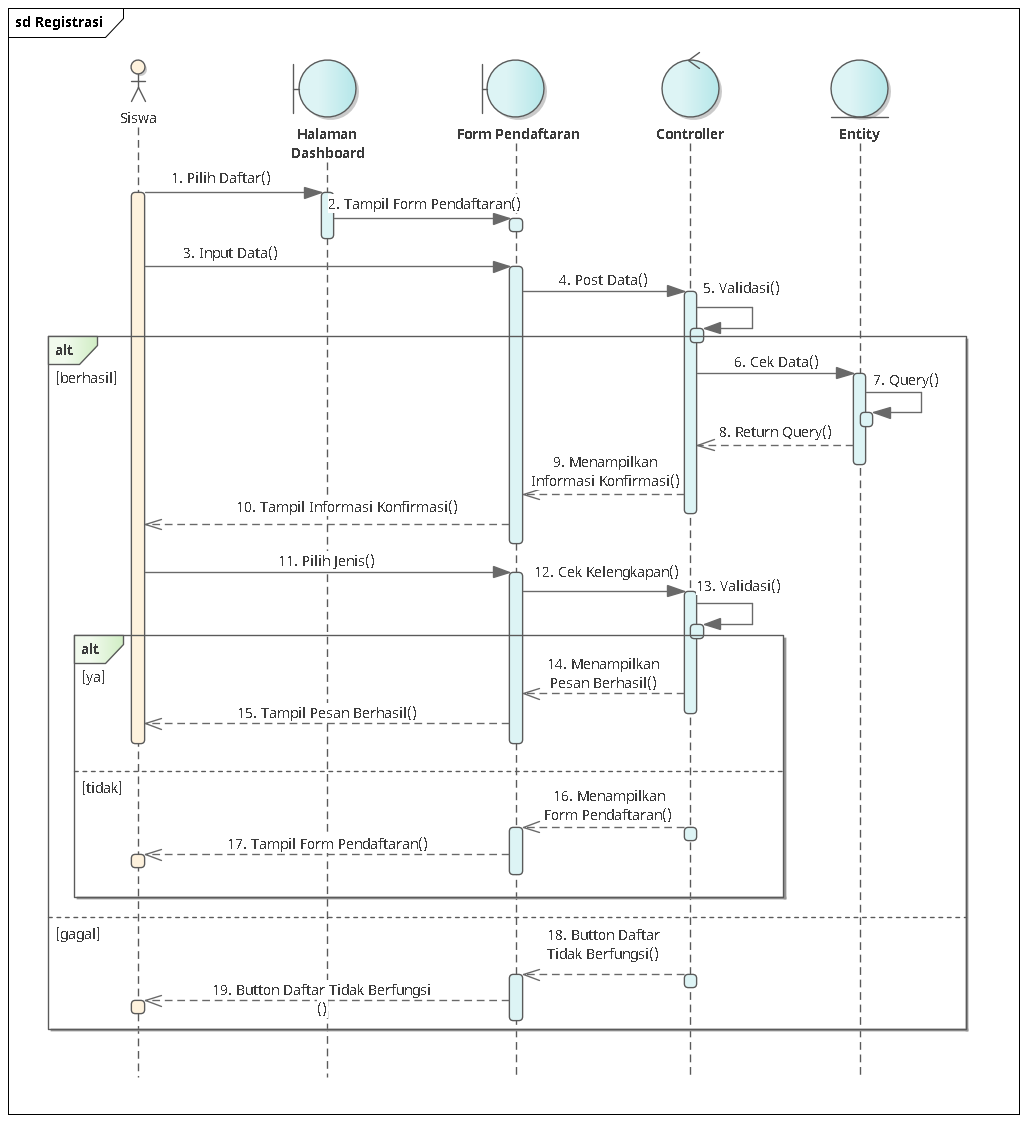 sd Registrasi
Siswa
Halaman
Dashboard
Form Pendaftaran
Controller
Entity
1. Pilih Daftar()
2. Tampil Form Pendaftaran()
3. Input Data()
4. Post Data()
5. Validasi()
alt
[berhasil]
6. Cek Data()
7. Query()
8. Return Query()
9. Menampilkan
Informasi Konfirmasi()
10. Tampil Informasi Konfirmasi()
11. Pilih Jenis()
12. Cek Kelengkapan()
13. Validasi()
alt
[ya]
14. Menampilkan
Pesan Berhasil()
15. Tampil Pesan Berhasil()
[tidak]
16. Menampilkan
Form Pendaftaran()
17. Tampil Form Pendaftaran()
[gagal]
18. Button Daftar
Tidak Berfungsi()
19. Button Daftar Tidak Berfungsi
()